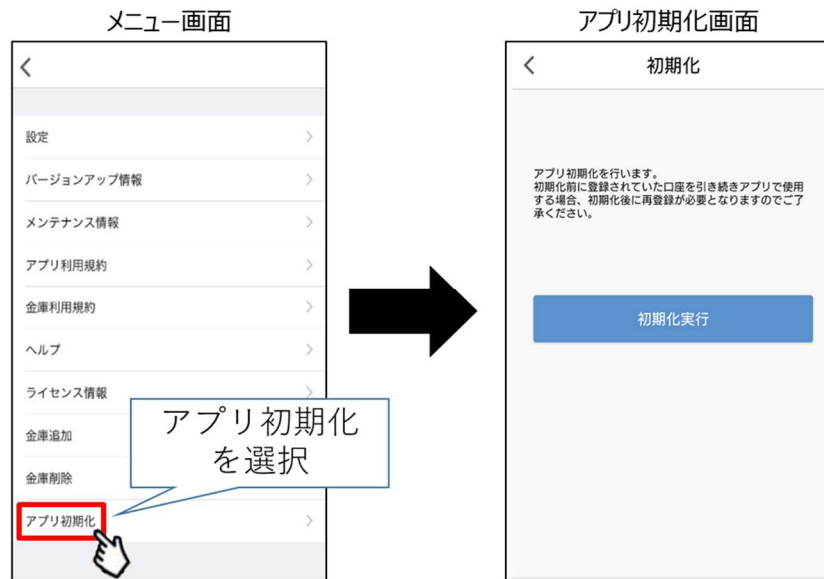 メニュー画面
設定
バージョンアップ情報
メンテナンス情報
アプリ利用規約
金庫利用規約
ヘルプ
ライセンス情報
金庫追加
金庫削除
アプリ初期化
アプリ初期化
を選択
アプリ初期化画面
初期化
アプリ初期化を行います。
初期化前に登録されていた口座を引き続きアプリで使用
する場合、初期化後に再登録が必要となりますのでご了
承ください。
初期化実行